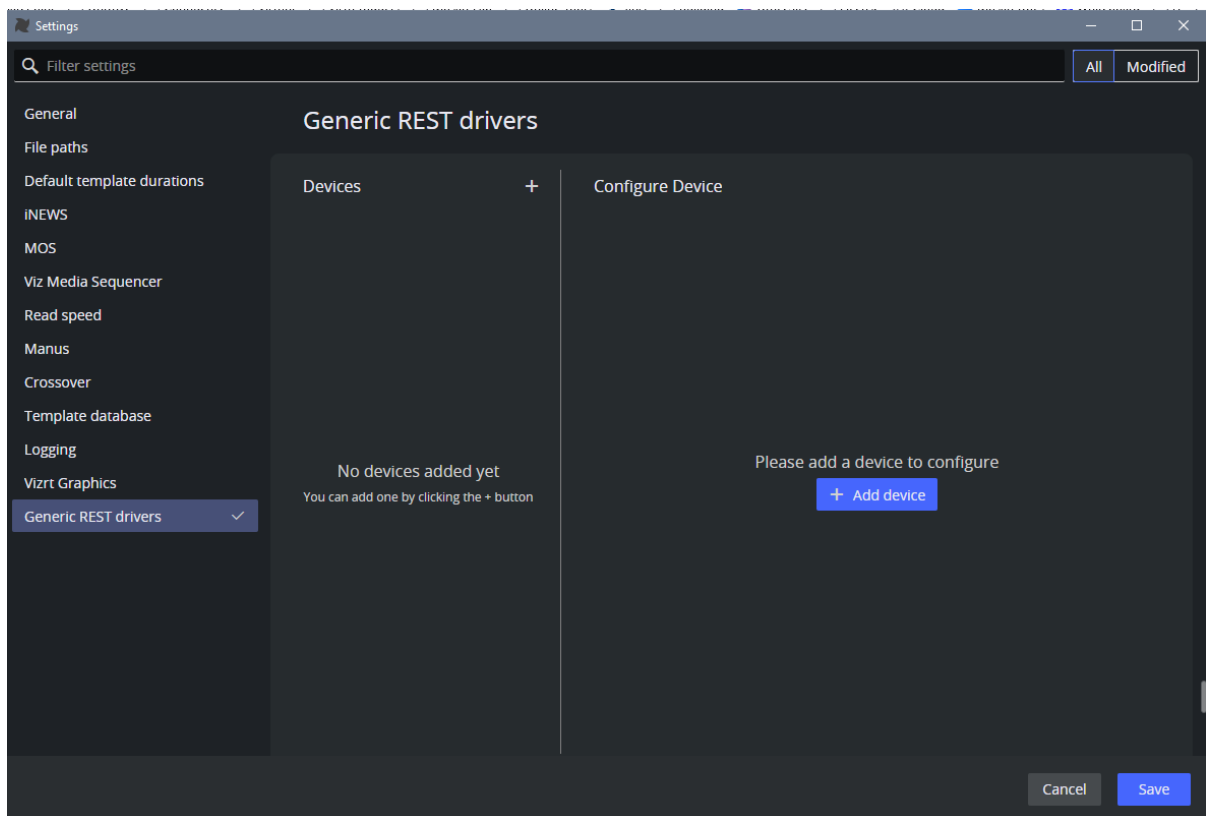 Settings
Filter settings
All
Modified
General
File paths
Default template durations
iNEWS
MOS
Viz Media Sequencer
Read speed
Manus
Crossover
Template database
Logging
Vizrt Graphics
Generic REST drivers
Generic REST drivers
Devices +
No devices added yet
You can add one by clicking the + button
Configure Device
Please add a device to configure
+ Add device
Cancel
Save